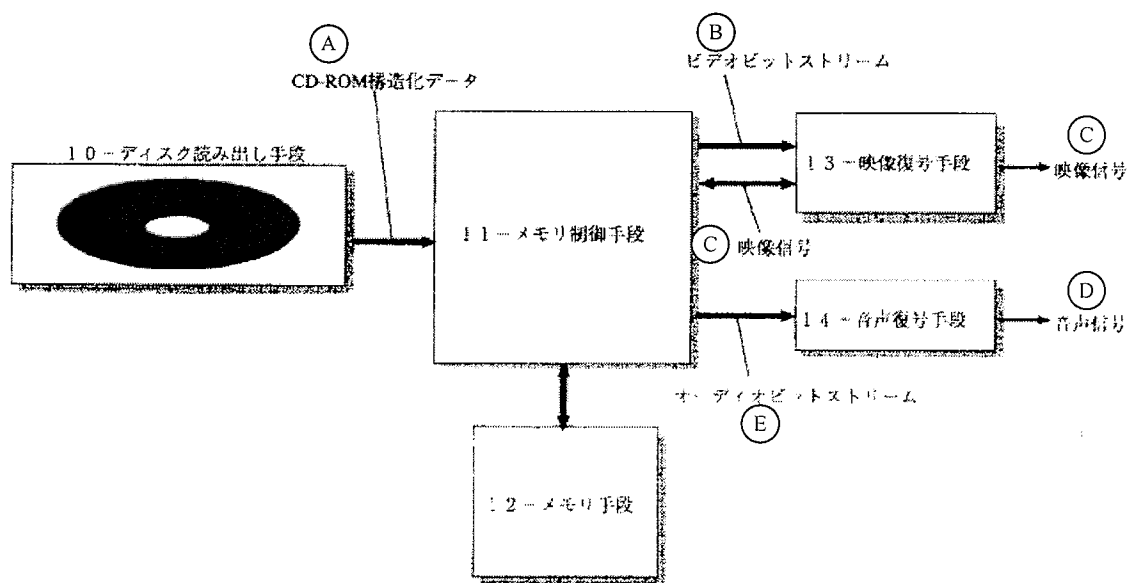 A
CD-ROM構造化データ
B
ビデオビットストリーム
10-ディスク読み出し手段
11-メモリ制御手段
13-映像復号手段
C
映像信号
C 映像信号
14-音声復号手段
D
音声信号
オーディオビットストリーム
E
12-メモリ手段